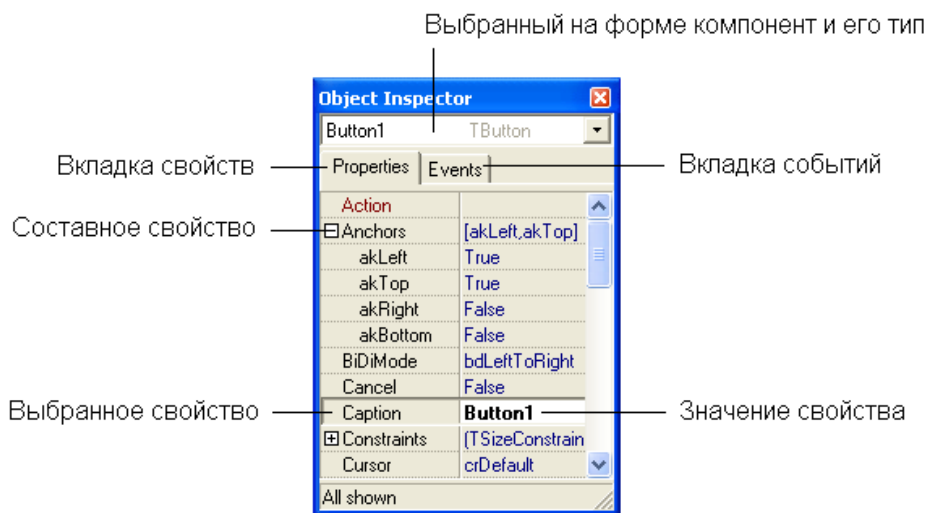 Выбранный на форме компонент и его тип
Object Inspector
Button1 TButton
Вкладка свойств Properties Events Вкладка событий
Action
Составное свойство Anchors [akLeft,akTop]
akLeft True
akTop True
akRight False
akBottom False
BiDiMode bdLeftToRight
Cancel False
Выбранное свойство Caption Button1 Значение свойства
Constraints (TSizeConstrain
Cursor crDefault
All shown